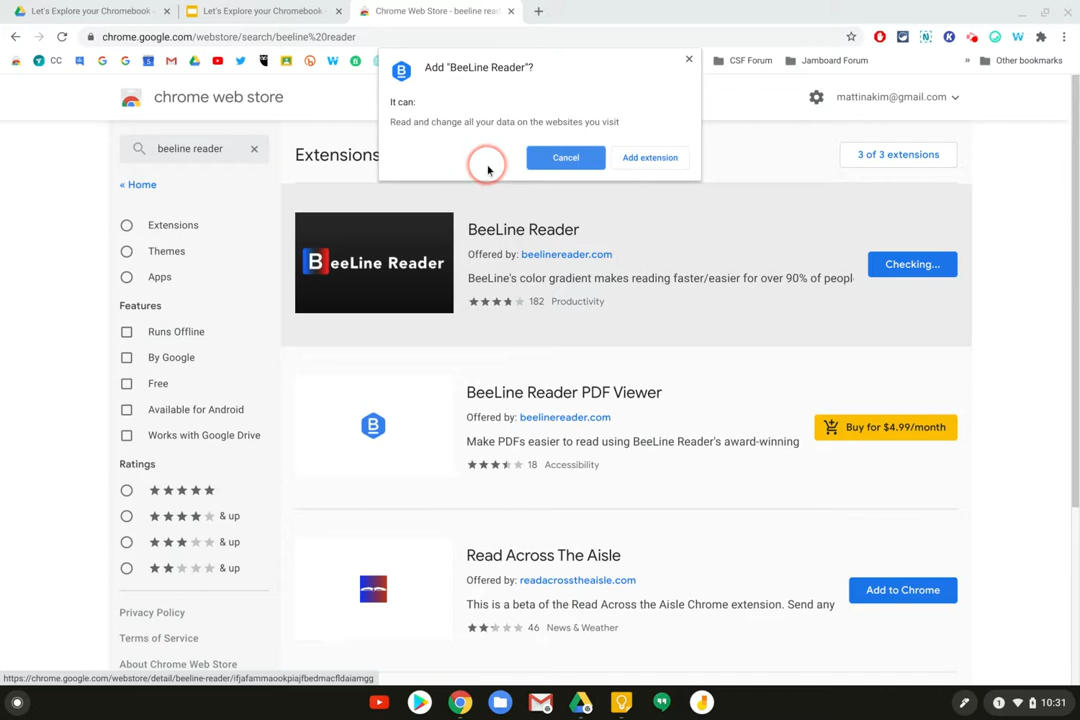 Let's Explore your Chromebook -
Let's Explore your Chromebook -
Chrome Web Store - beeline read
chrome.google.com/webstore/search/beeline%20reader
CC
CSF Forum
Jamboard Forum
»
Other bookmarks
Add "BeeLine Reader"?
It can:
Read and change all your data on the websites you visit
Cancel
Add extension
chrome web store
mattinakim@gmail.com
beeline reader
Extensions
3 of 3 extensions
« Home
Extensions
Themes
Apps
Features
Runs Offline
By Google
Free
Available for Android
Works with Google Drive
Ratings
& up
& up
& up
Privacy Policy
Terms of Service
About Chrome Web Store
BeeLine Reader
BeeLine Reader
Offered by: beelinereader.com
BeeLine's color gradient makes reading faster/easier for over 90% of peopl
182 Productivity
Checking...
B
BeeLine Reader PDF Viewer
Offered by: beelinereader.com
Make PDFs easier to read using BeeLine Reader's award-winning
18 Accessibility
Buy for $4.99/month
Read Across The Aisle
Offered by: readacrosstheaisle.com
This is a beta of the Read Across the Aisle Chrome extension. Send any
46 News & Weather
Add to Chrome
https://chrome.google.com/webstore/detail/beeline-reader/ifjafammaookpiajfbedmacfldaiamgg
1
10:31